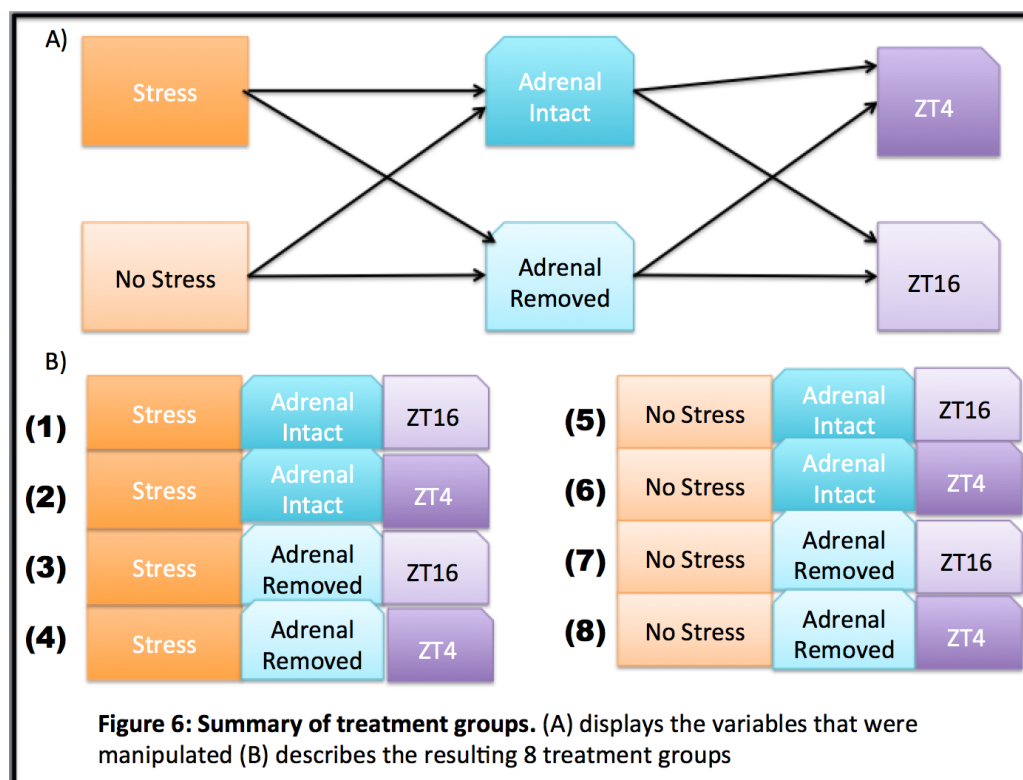 A)
Stress
Adrenal
Intact
ZT4
No Stress
Adrenal
Removed
ZT16
B)
(1) Stress Adrenal Intact ZT16
(2) Stress Adrenal Intact ZT4
(3) Stress Adrenal Removed ZT16
(4) Stress Adrenal Removed ZT4
(5) No Stress Adrenal Intact ZT16
(6) No Stress Adrenal Intact ZT4
(7) No Stress Adrenal Removed ZT16
(8) No Stress Adrenal Removed ZT4
Figure 6: Summary of treatment groups. (A) displays the variables that were
manipulated (B) describes the resulting 8 treatment groups